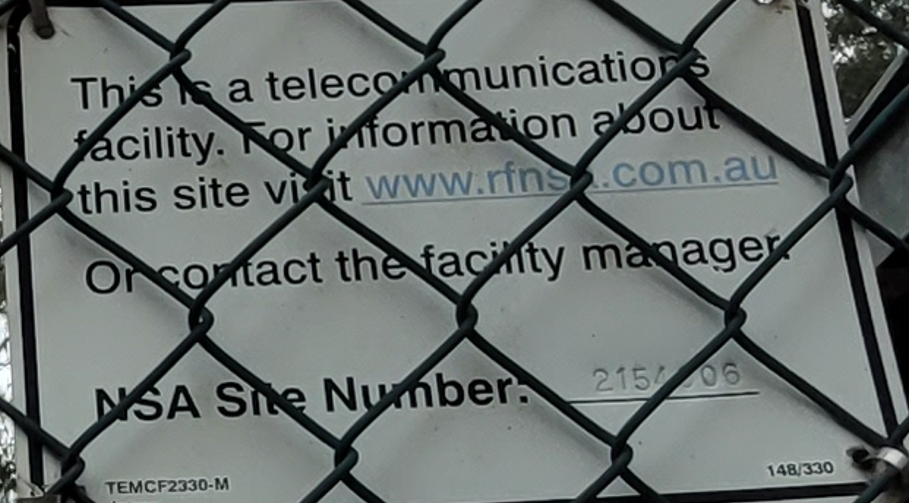 This is a telecommunications
facility. For information about
this site visit www.rfnsa.com.au
Or contact the facility manager.
NSA Site Number:
TEMCF2330-M
148/330